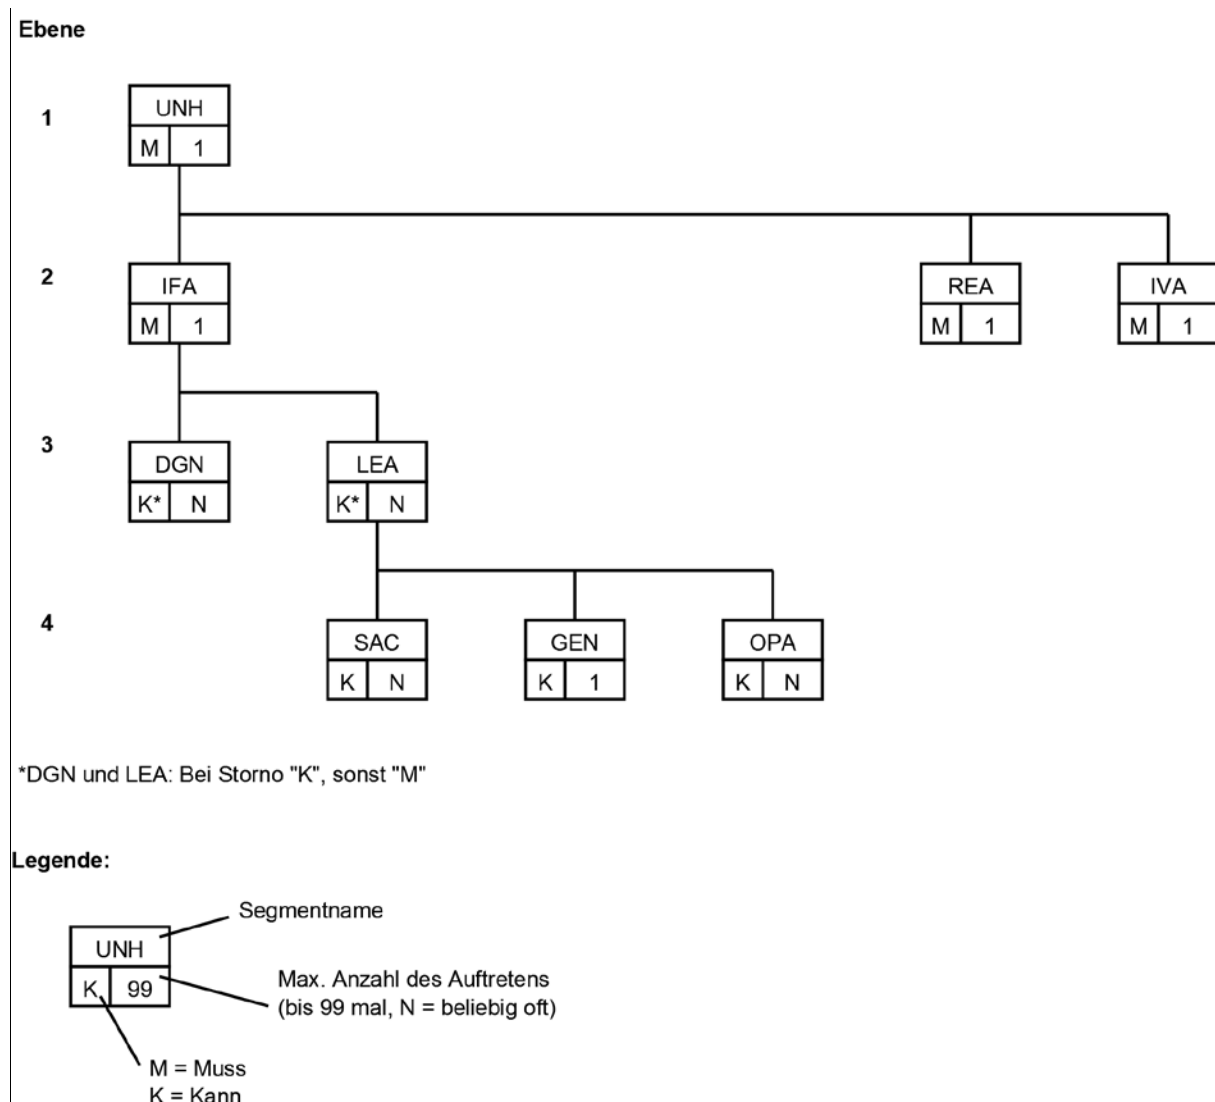 Ebene
1
UNH
M 1
2
IFA REA IVA
M 1 M 1 M 1
3
DGN LEA
K* N K* N
4
SAC GEN OPA
K N K 1 K N
*DGN und LEA: Bei Storno "K", sonst "M"
Legende:
Segmentname
UNH
K 99
Max. Anzahl des Auftretens
(bis 99 mal, N = beliebig oft)
M = Muss
K = Kann